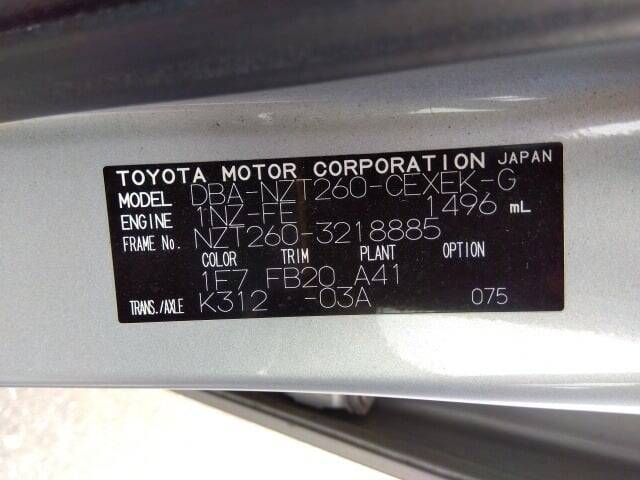 TOYOTA MOTOR CORPORATION JAPAN
MODEL DBA-NZT260-CEXEK-G
ENGINE 1NZ-FE 1496 mL
FRAME No. NZT260-3218885
COLOR TRIM PLANT OPTION
1E7 FB20 A41
TRANS./AXLE K312 -03A 075